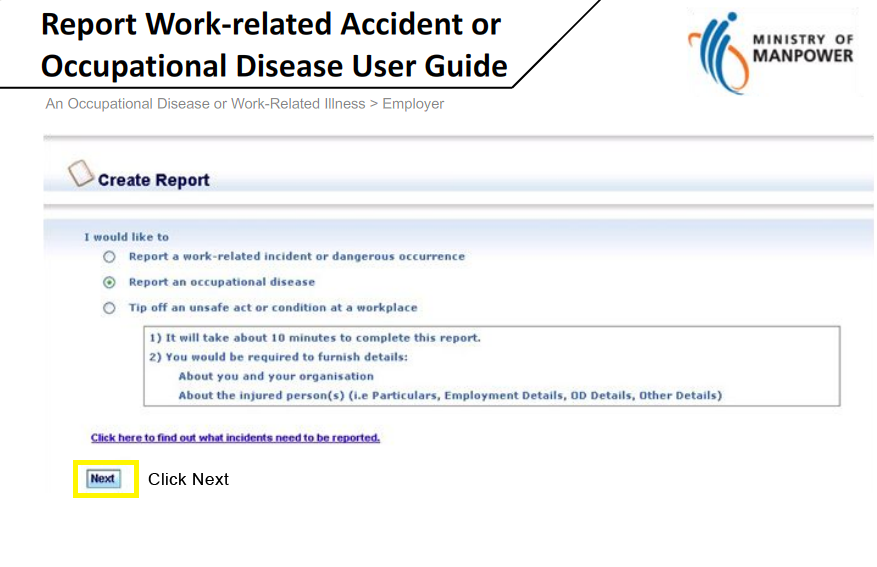 Report Work-related Accident or
Occupational Disease User Guide
MINISTRY OF
MANPOWER
An Occupational Disease or Work-Related Illness > Employer
Create Report
I would like to
Report a work-related incident or dangerous occurrence
Report an occupational disease
Tip off an unsafe act or condition at a workplace
1) It will take about 10 minutes to complete this report.
2) You would be required to furnish details:
About you and your organisation
About the injured person(s) (i.e Particulars, Employment Details, OD Details, Other Details)
Click here to find out what incidents need to be reported.
Next
Click Next